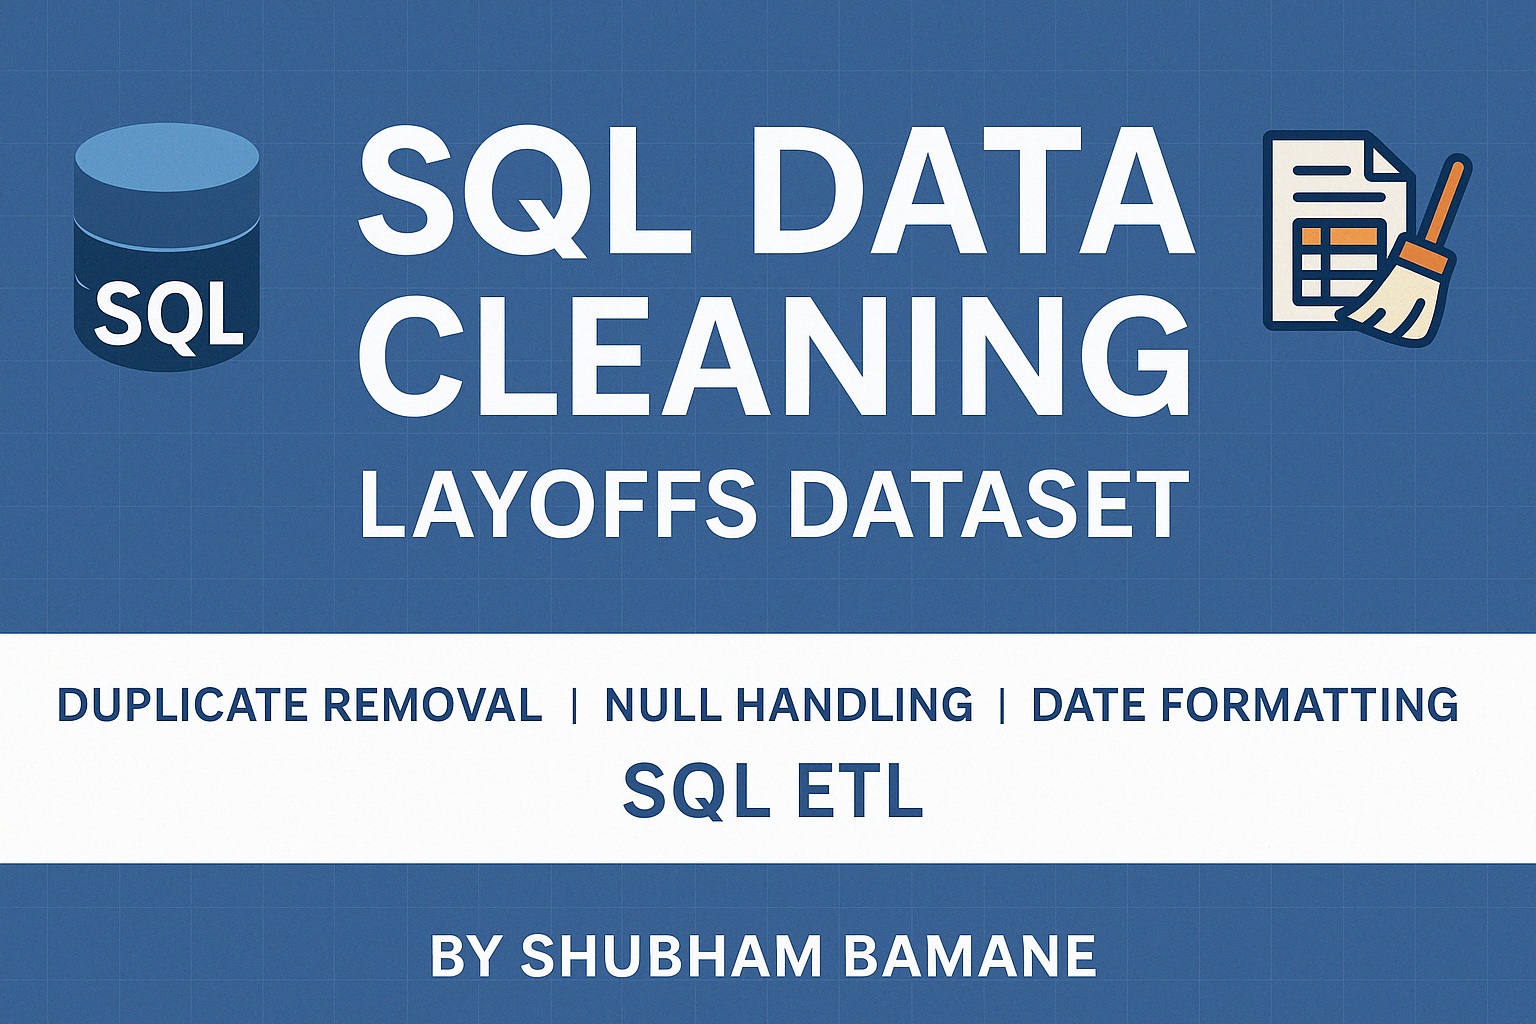 SQL DATA
CLEANING
LAYOFFS DATASET
SQL
DUPLICATE REMOVAL | NULL HANDLING | DATE FORMATTING
SQL ETL
BY SHUBHAM BAMANE